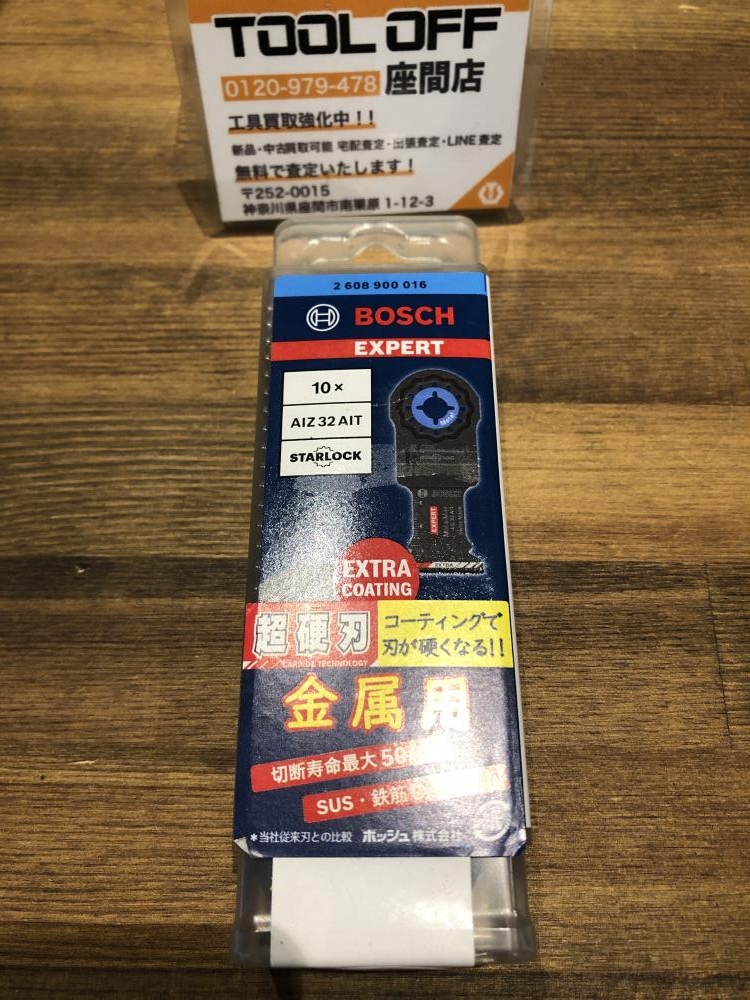 TOOL OFF
0120-979-478 座間店
工具買取強化中！！
新品・中古買取可能 宅配査定・出張査定・LINE査定
無料で査定いたします！
〒252-0015
神奈川県座間市南栗原 1-12-3
2 608 900 016
BOSCH
EXPERT
10×
AIZ 32 AIT
STARLOCK
Metal
BOSCH
EXPERT
EXTRA
COATING
超硬刃
CARBIDE TECHNOLOGY
コーティングで
刃が硬くなる!!
金属用
切断寿命最大50
SUS・鉄筋
*当社従来刃との比較 ボッシュ株式会社